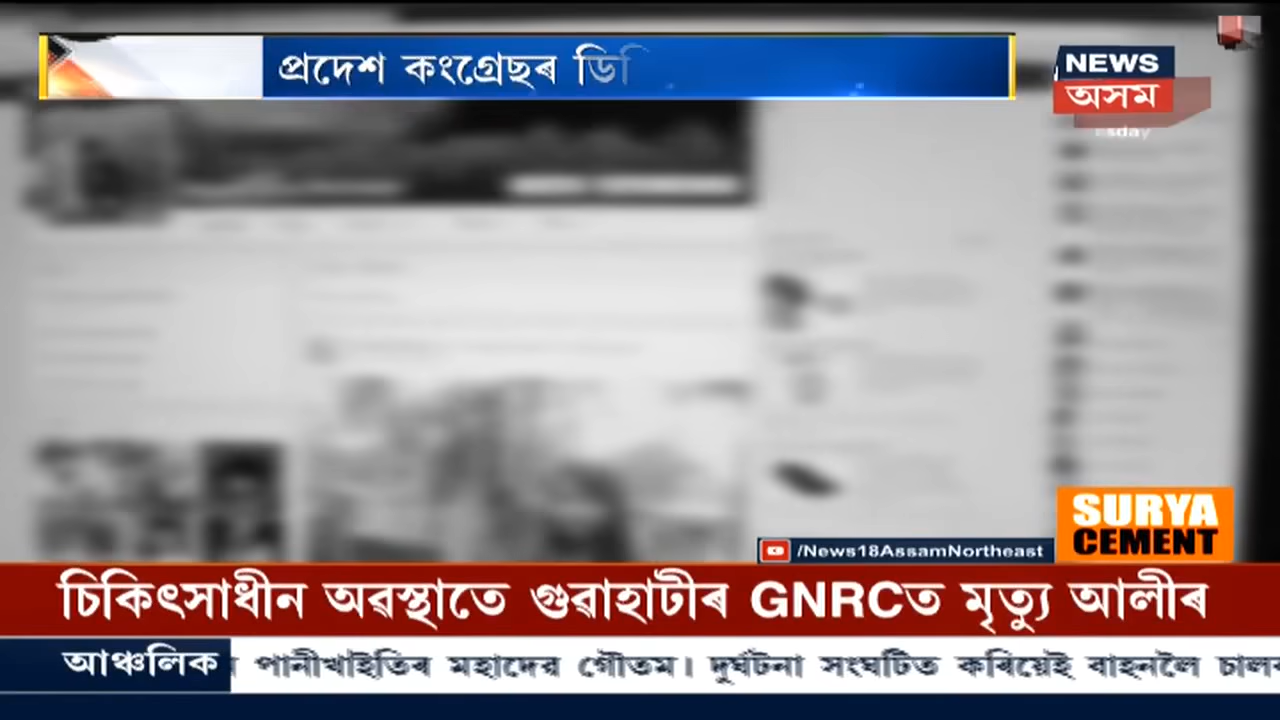 প্ৰদেশ কংগ্ৰেছৰ
NEWS
অসম
SURYA
CEMENT
/News18AssamNortheast
চিকিৎসাধীন অৱস্থাতে গুৱাহাটীৰ GNRCত মৃত্যু আলীৰ
আঞ্চলিক
পানীখাইতিৰ মহাদেৱ গৌতম। দুৰ্ঘটনা সংঘটিত কৰিয়েই বাহনলৈ